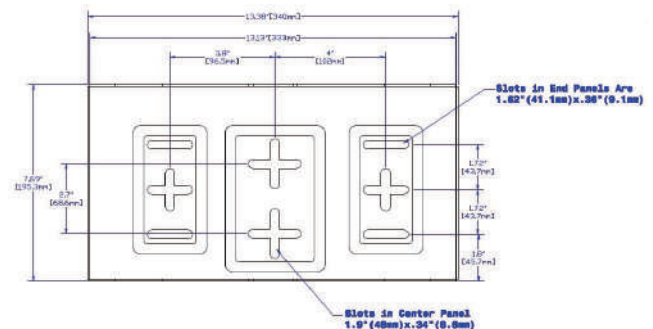 13.38"[340mm]
13.13"[333mm]
3.8"
[96.5mm]
4"
[102mm]
Slots in End Panels Are
1.62"(41.1mm)x.36"(9.1mm)
7.69"
[195.3mm]
2.7"
[68.6mm]
1.72"
[43.7mm]
1.72"
[43.7mm]
1.8"
[45.7mm]
Slots in Center Panel
1.9"(48mm)x.34"(8.6mm)